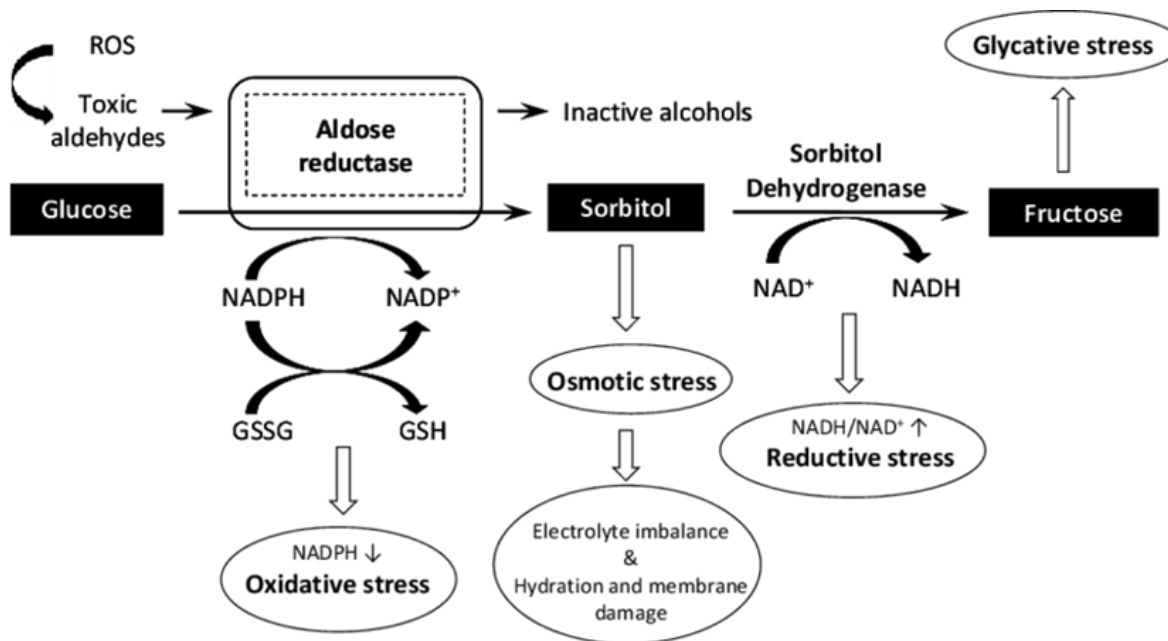 ROS
Toxic
aldehydes
Aldose
reductase
Inactive alcohols
Glycative stress
Glucose
Sorbitol
Sorbitol
Dehydrogenase
Fructose
NADPH
NADP⁺
NAD⁺
NADH
GSSG
GSH
Osmotic stress
NADH/NAD⁺ ↑
Reductive stress
NADPH ↓
Oxidative stress
Electrolyte imbalance
&
Hydration and membrane
damage